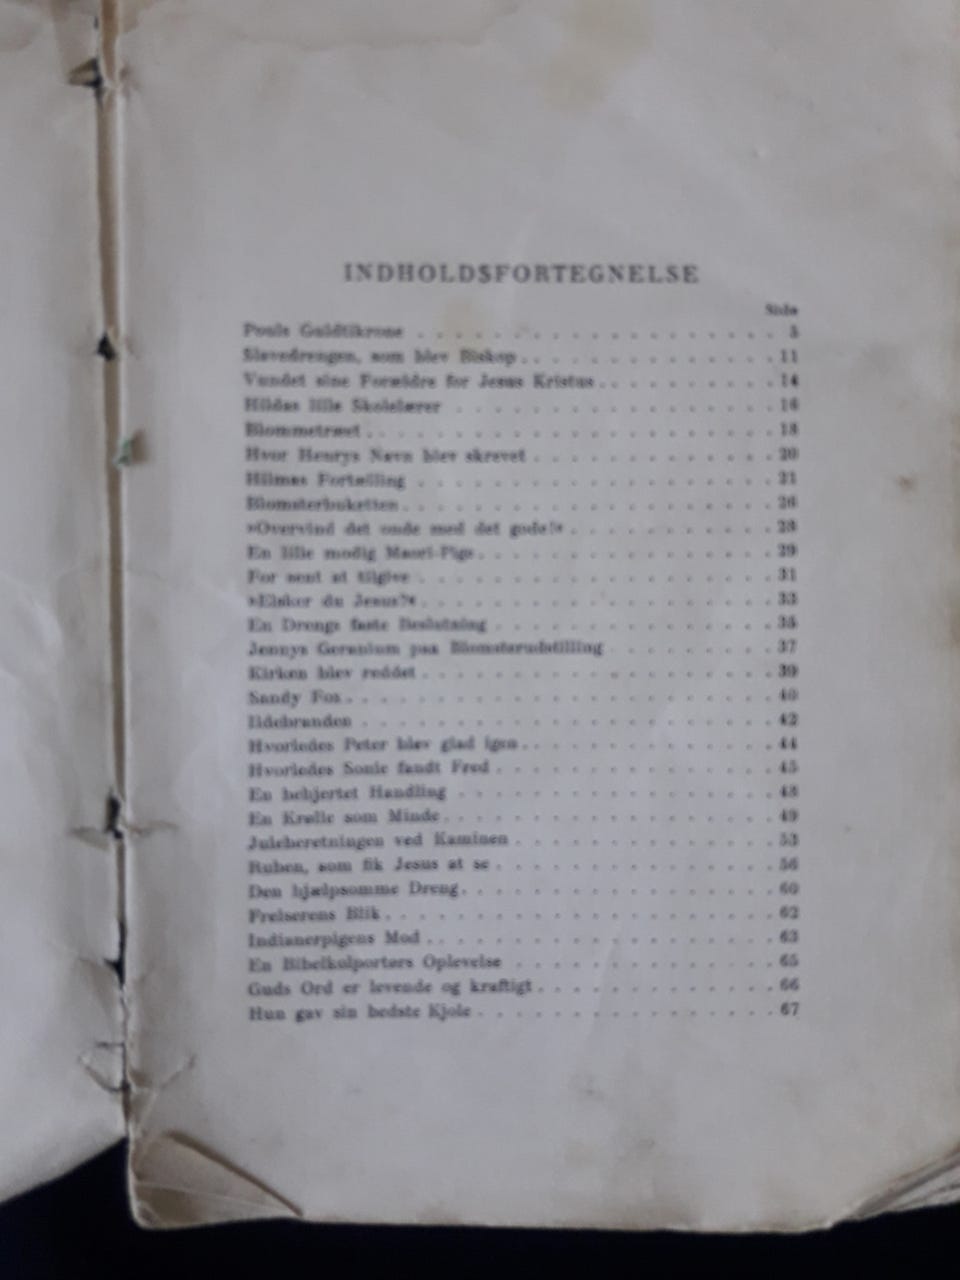 INDHOLDSFORTEGNELSE
Side
Pouls Guldtikrone . . . . . . . . . . . . . . . . 5
Slavedrengen, som blev Biskop . . . . . . . . . . . . 11
Vundet sine Forældre for Jesus Kristus . . . . . . . . . 14
Hildas lille Skolelærer . . . . . . . . . . . . . . . 16
Blommetræet . . . . . . . . . . . . . . . . . . 18
Hvor Henrys Navn blev skrevet . . . . . . . . . . . . 20
Hilmas Fortælling . . . . . . . . . . . . . . . . 21
Blomsterbuketten . . . . . . . . . . . . . . . . . 26
»Overvind det onde med det gode!« . . . . . . . . . . 28
En lille modig Maori-Pige . . . . . . . . . . . . . . 29
For sent at tilgive . . . . . . . . . . . . . . . . 31
»Elsker du Jesus?« . . . . . . . . . . . . . . . . 33
En Drengs faste Beslutning . . . . . . . . . . . . . 35
Jennys Geranium paa Blomsterudstilling . . . . . . . . 37
Kirken blev reddet . . . . . . . . . . . . . . . . 39
Sandy Fox . . . . . . . . . . . . . . . . . . . 40
Ildebranden . . . . . . . . . . . . . . . . . . 42
Hvorledes Peter blev glad igen . . . . . . . . . . . . 44
Hvorledes Sonie fandt Fred . . . . . . . . . . . . . 45
En behjertet Handling . . . . . . . . . . . . . . . 48
En Krølle som Minde . . . . . . . . . . . . . . . 49
Juleberetningen ved Kaminen . . . . . . . . . . . . 53
Ruben, som fik Jesus at se . . . . . . . . . . . . . 56
Den hjælpsomme Dreng . . . . . . . . . . . . . . 60
Frelserens Blik . . . . . . . . . . . . . . . . . 62
Indianerpigens Mod . . . . . . . . . . . . . . . 63
En Bibelkolportørs Oplevelse . . . . . . . . . . . . 65
Guds Ord er levende og kraftigt . . . . . . . . . . . 66
Hun gav sin bedste Kjole . . . . . . . . . . . . . . 67